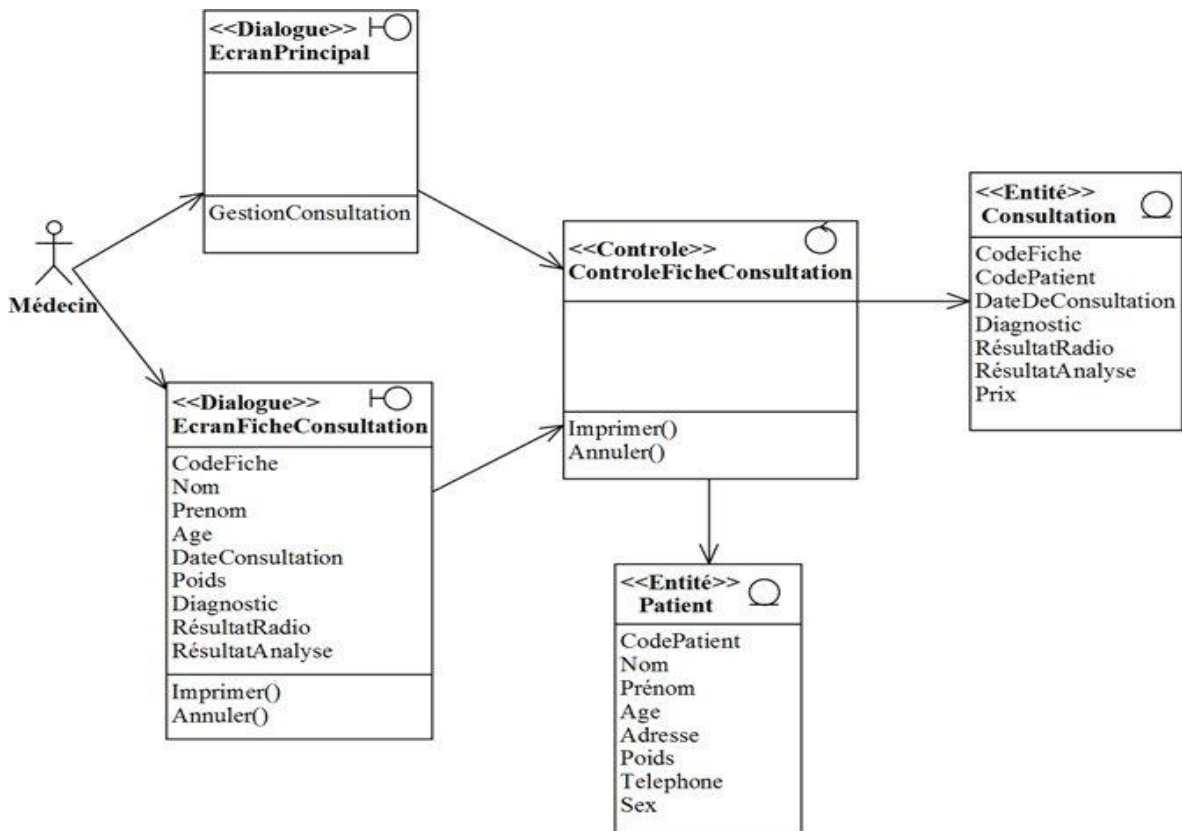 <<Dialogue>>
EcranPrincipal
GestionConsultation
Médecin
<<Dialogue>>
EcranFicheConsultation
CodeFiche
Nom
Prenom
Age
DateConsultation
Poids
Diagnostic
RésultatRadio
RésultatAnalyse
Imprimer()
Annuler()
<<Controle>>
ControleFicheConsultation
Imprimer()
Annuler()
<<Entité>>
Consultation
CodeFiche
CodePatient
DateDeConsultation
Diagnostic
RésultatRadio
RésultatAnalyse
Prix
<<Entité>>
Patient
CodePatient
Nom
Prénom
Age
Adresse
Poids
Telephone
Sex